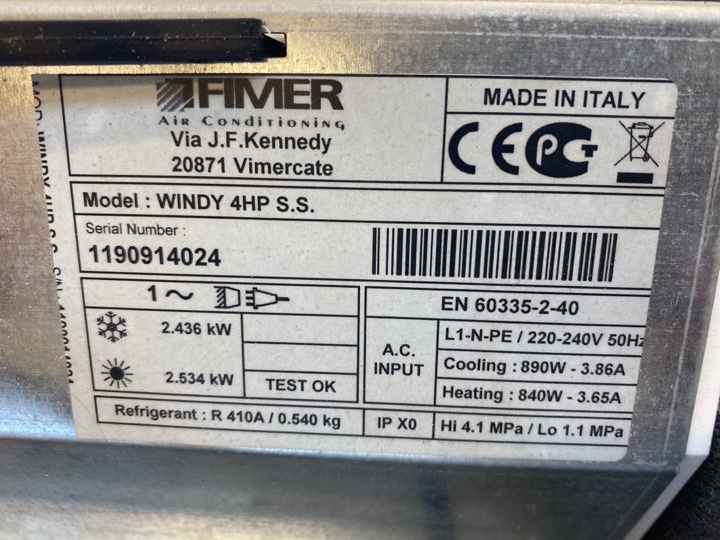 FIMER
Air Conditioning
Via J.F.Kennedy
20871 Vimercate
MADE IN ITALY
CE PG
Model : WINDY 4HP S.S.
Serial Number :
1190914024
1~
2.436 kW
2.534 kW
TEST OK
EN 60335-2-40
A.C.
INPUT
L1-N-PE / 220-240V 50Hz
Cooling : 890W - 3.86A
Heating : 840W - 3.65A
Refrigerant : R 410A / 0.540 kg
IP X0
Hi 4.1 MPa / Lo 1.1 MPa